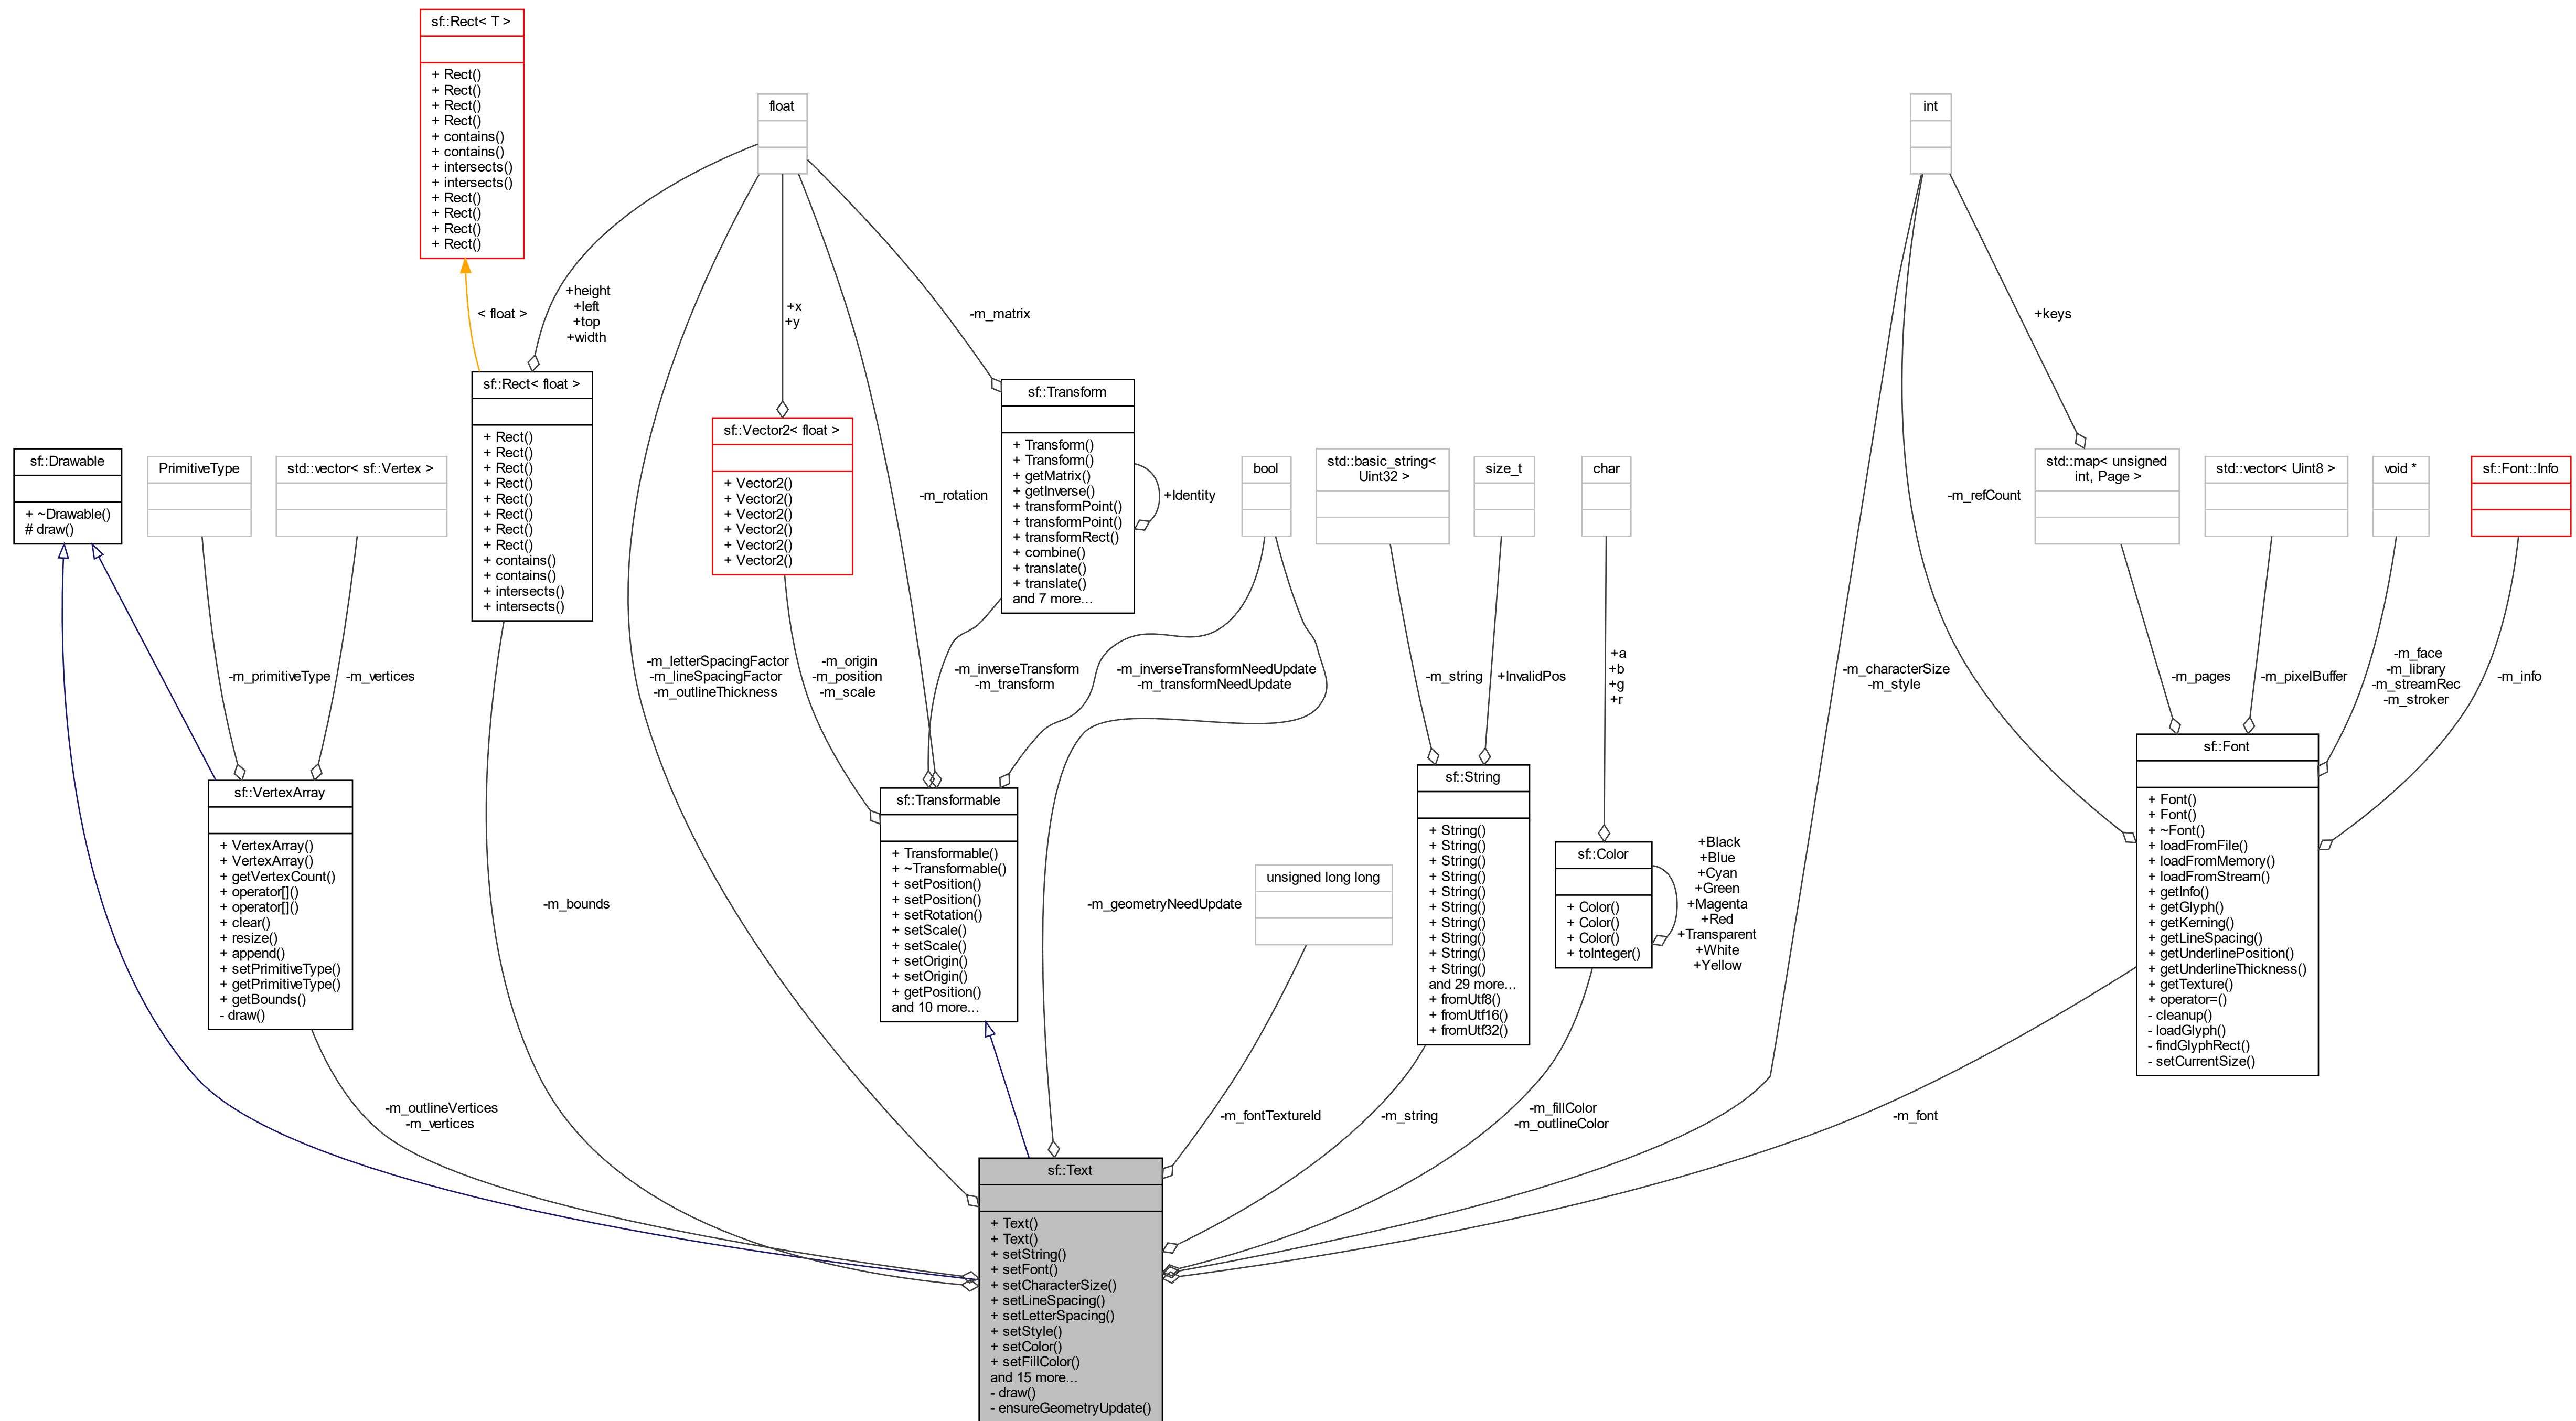 sf::Rect< T >
+ Rect()
+ Rect()
+ Rect()
+ Rect()
+ contains()
+ contains()
+ intersects()
+ intersects()
+ Rect()
+ Rect()
+ Rect()
+ Rect()
float
int
< float >
+height
+left
+top
+width
+x
+y
-m_matrix
+keys
sf::Rect< float >
+ Rect()
+ Rect()
+ Rect()
+ Rect()
+ Rect()
+ Rect()
+ Rect()
+ Rect()
+ contains()
+ contains()
+ intersects()
+ intersects()
sf::Vector2< float >
+ Vector2()
+ Vector2()
+ Vector2()
+ Vector2()
+ Vector2()
+ Vector2()
-m_rotation
sf::Transform
+ Transform()
+ Transform()
+ getMatrix()
+ getInverse()
+ transformPoint()
+ transformPoint()
+ transformRect()
+ combine()
+ translate()
+ translate()
and 7 more...
+Identity
sf::Drawable
+ ~Drawable()
# draw()
PrimitiveType
std::vector< sf::Vertex >
bool
std::basic_string<
Uint32 >
size_t
char
-m_refCount
std::map< unsigned
int, Page >
std::vector< Uint8 >
void *
sf::Font::Info
-m_primitiveType
-m_vertices
-m_letterSpacingFactor
-m_lineSpacingFactor
-m_outlineThickness
-m_origin
-m_position
-m_scale
-m_inverseTransform
-m_transform
-m_inverseTransformNeedUpdate
-m_transformNeedUpdate
-m_string
+InvalidPos
+a
+b
+g
+r
-m_characterSize
-m_style
-m_pages
-m_pixelBuffer
-m_face
-m_library
-m_streamRec
-m_stroker
-m_info
sf::VertexArray
+ VertexArray()
+ VertexArray()
+ getVertexCount()
+ operator[]()
+ operator[]()
+ clear()
+ resize()
+ append()
+ setPrimitiveType()
+ getPrimitiveType()
+ getBounds()
- draw()
-m_bounds
sf::Transformable
+ Transformable()
+ ~Transformable()
+ setPosition()
+ setPosition()
+ setRotation()
+ setScale()
+ setScale()
+ setOrigin()
+ setOrigin()
+ getPosition()
and 10 more...
-m_geometryNeedUpdate
unsigned long long
sf::String
+ String()
+ String()
+ String()
+ String()
+ String()
+ String()
+ String()
+ String()
+ String()
+ String()
and 29 more...
+ fromUtf8()
+ fromUtf16()
+ fromUtf32()
sf::Color
+ Color()
+ Color()
+ Color()
+ toInteger()
+Black
+Blue
+Cyan
+Green
+Magenta
+Red
+Transparent
+White
+Yellow
sf::Font
+ Font()
+ Font()
+ ~Font()
+ loadFromFile()
+ loadFromMemory()
+ loadFromStream()
+ getInfo()
+ getGlyph()
+ getKerning()
+ getLineSpacing()
+ getUnderlinePosition()
+ getUnderlineThickness()
+ getTexture()
+ operator=()
- cleanup()
- loadGlyph()
- findGlyphRect()
- setCurrentSize()
-m_outlineVertices
-m_vertices
-m_fontTextureId
-m_string
-m_fillColor
-m_outlineColor
-m_font
sf::Text
+ Text()
+ Text()
+ setString()
+ setFont()
+ setCharacterSize()
+ setLineSpacing()
+ setLetterSpacing()
+ setStyle()
+ setColor()
+ setFillColor()
and 15 more...
- draw()
- ensureGeometryUpdate()